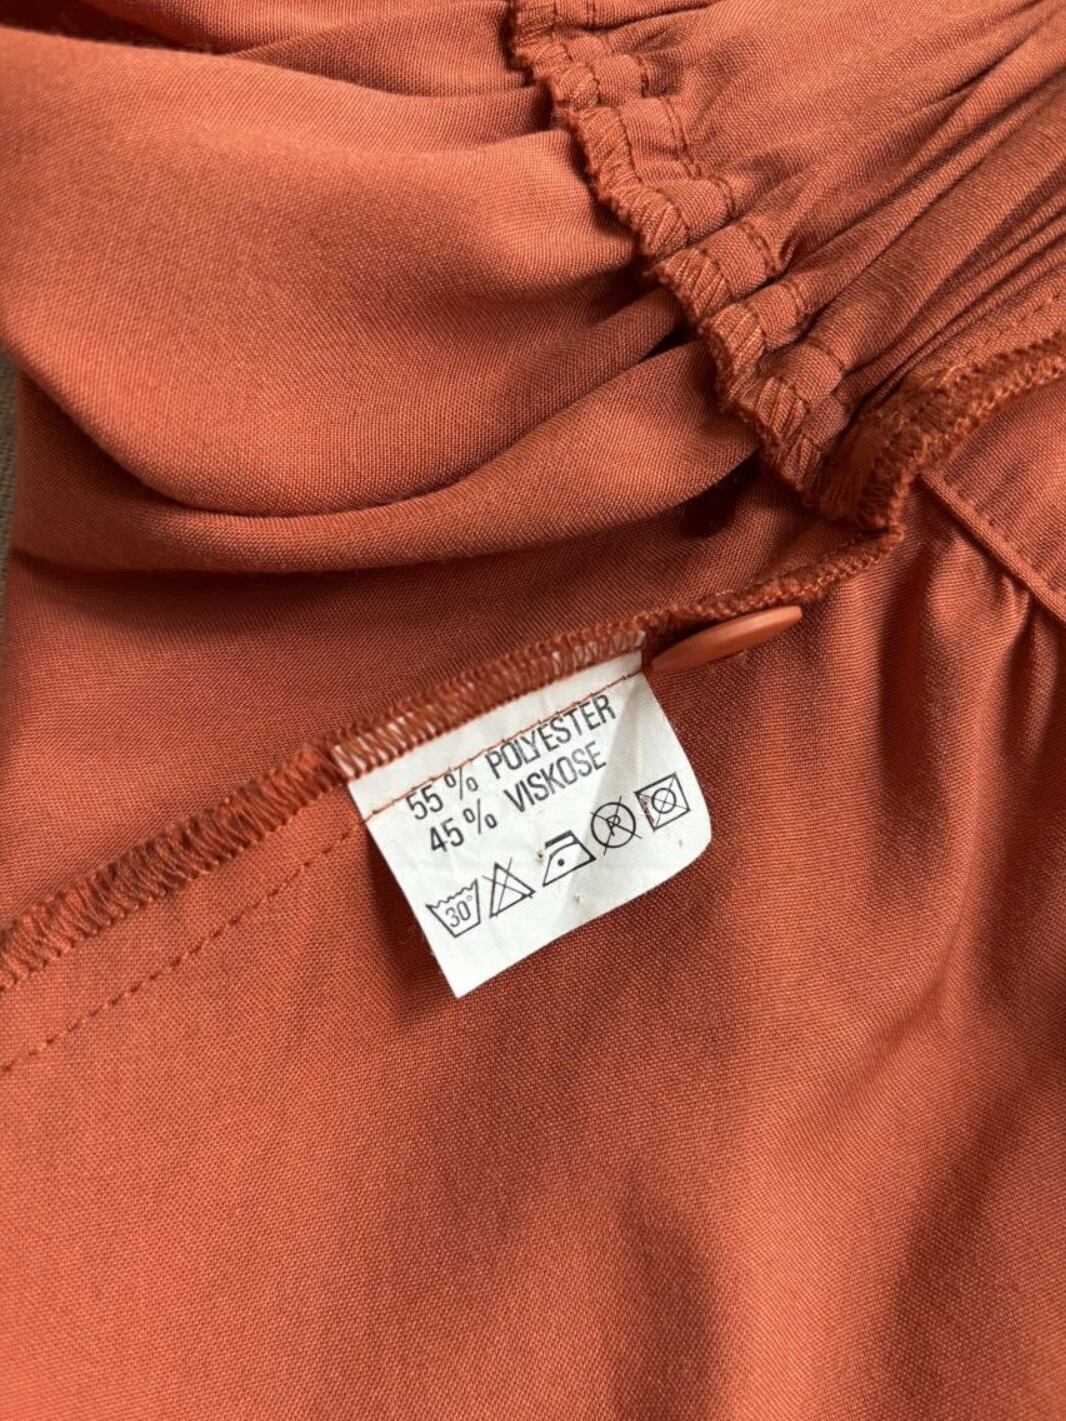 55% POLYESTER
45% VISKOSE
30° R